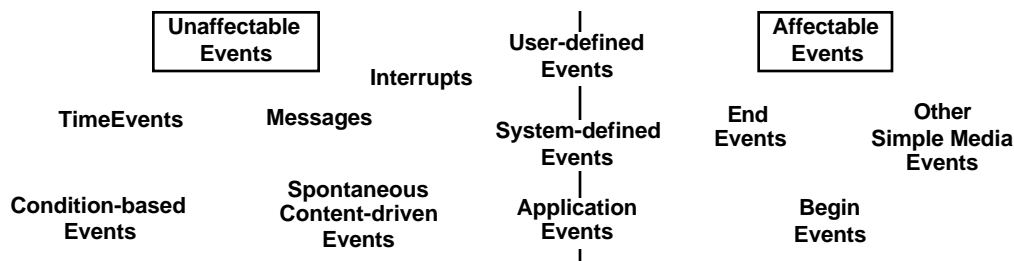 Unaffectable
Events
User-defined
Events
Affectable
Events
Interrupts
TimeEvents
Messages
System-defined
Events
End
Events
Other
Simple Media
Events
Condition-based
Events
Spontaneous
Content-driven
Events
Application
Events
Begin
Events